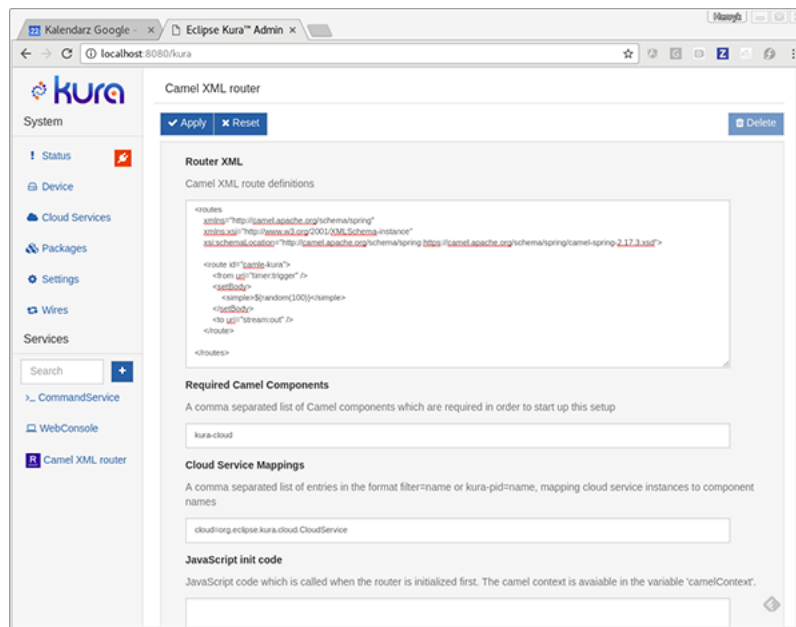 Henryk
Kalendarz Google -
Eclipse Kura™ Admin
localhost:8080/kura
kura
System
Status
Device
Cloud Services
Packages
Settings
Wires
Services
Search
+
>_ CommandService
WebConsole
R Camel XML router
Camel XML router
Apply
Reset
Delete
Router XML
Camel XML route definitions
<routes
xmlns="http://camel.apache.org/schema/spring"
xmlns:xsi="http://www.w3.org/2001/XMLSchema-instance"
xsi:schemaLocation="http://camel.apache.org/schema/spring https://camel.apache.org/schema/spring/camel-spring-2.17.3.xsd">
<route id="camle-kura">
<from uri="timer:trigger" />
<setBody>
<simple>${random(100)}</simple>
</setBody>
<to uri="stream:out" />
</route>
</routes>
Required Camel Components
A comma separated list of Camel components which are required in order to start up this setup
kura-cloud
Cloud Service Mappings
A comma separated list of entries in the format filter=name or kura-pid=name, mapping cloud service instances to component
names
cloud=org.eclipse.kura.cloud.CloudService
JavaScript init code
JavaScript code which is called when the router is initialized first. The camel context is avaiable in the variable 'camelContext'.